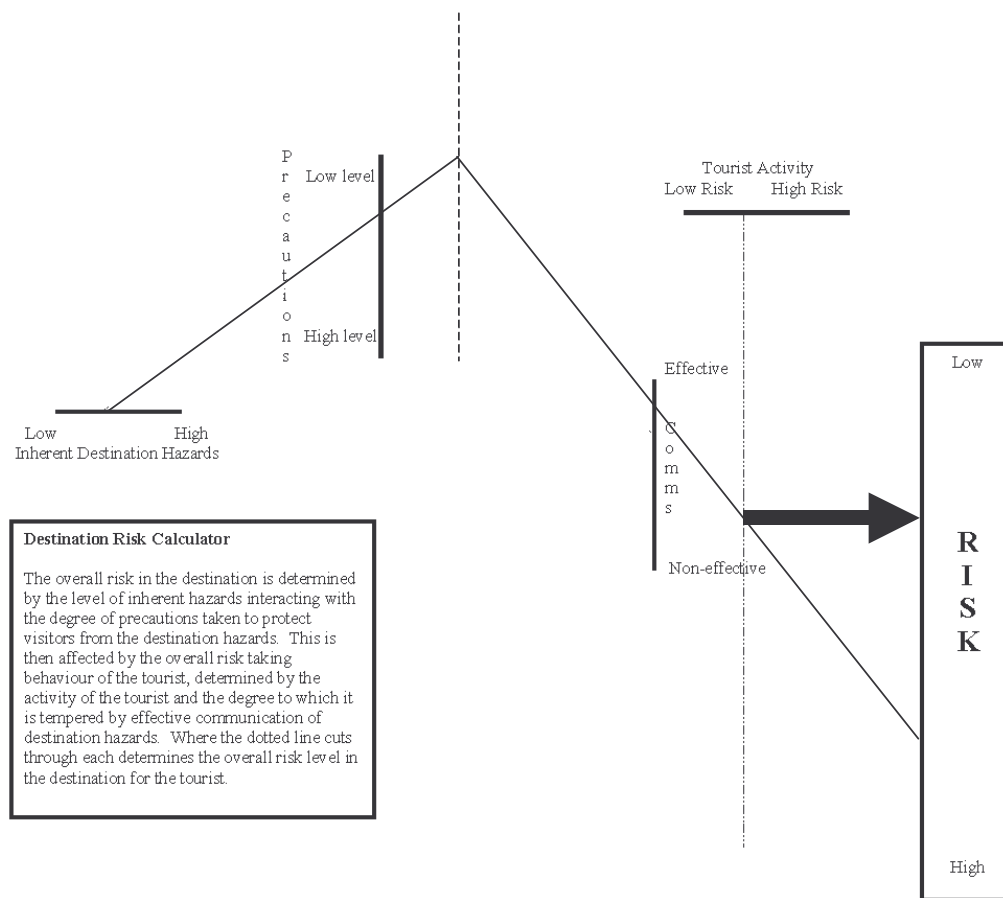 Precautions
Low level
High level
Low High
Inherent Destination Hazards
Tourist Activity
Low Risk High Risk
Effective
Comms
Non-effective
Low
RISK
High
Destination Risk Calculator
The overall risk in the destination is determined
by the level of inherent hazards interacting with
the degree of precautions taken to protect
visitors from the destination hazards. This is
then affected by the overall risk taking
behaviour of the tourist, determined by the
activity of the tourist and the degree to which it
is tempered by effective communication of
destination hazards. Where the dotted line cuts
through each determines the overall risk level in
the destination for the tourist.